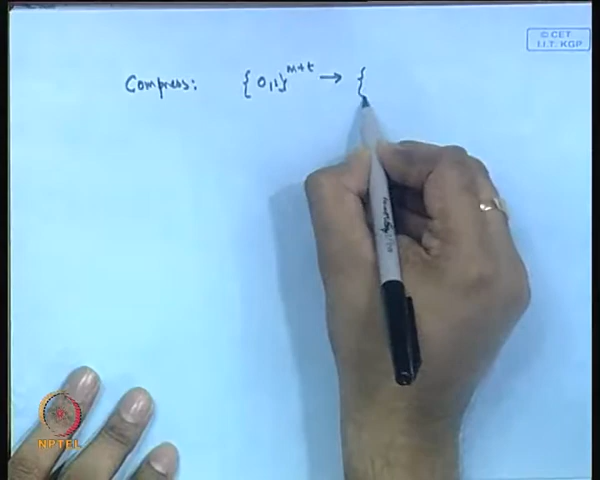 © CET
I.I.T. KGP
Compress: {0,1}^{m+t} → {
NPTEL